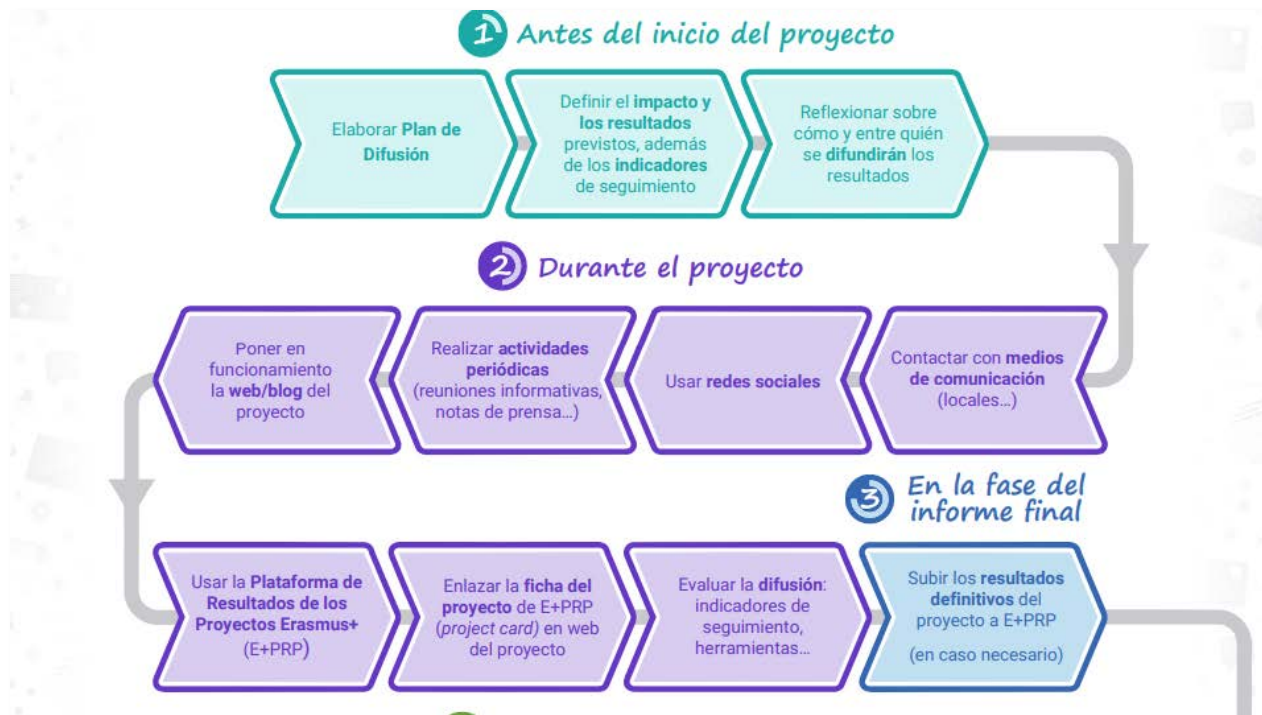 1 Antes del inicio del proyecto
Elaborar Plan de
Difusión
Definir el impacto y
los resultados
previstos, además
de los indicadores
de seguimiento
Reflexionar sobre
cómo y entre quién
se difundirán los
resultados
2 Durante el proyecto
Contactar con medios
de comunicación
(locales...)
Usar redes sociales
Realizar actividades
periódicas
(reuniones informativas,
notas de prensa...)
Poner en
funcionamiento
la web/blog del
proyecto
Usar la Plataforma de
Resultados de los
Proyectos Erasmus+
(E+PRP)
Enlazar la ficha del
proyecto de E+PRP
(project card) en web
del proyecto
Evaluar la difusión:
indicadores de
seguimiento,
herramientas...
3 En la fase del
informe final
Subir los resultados
definitivos del
proyecto a E+PRP
(en caso necesario)